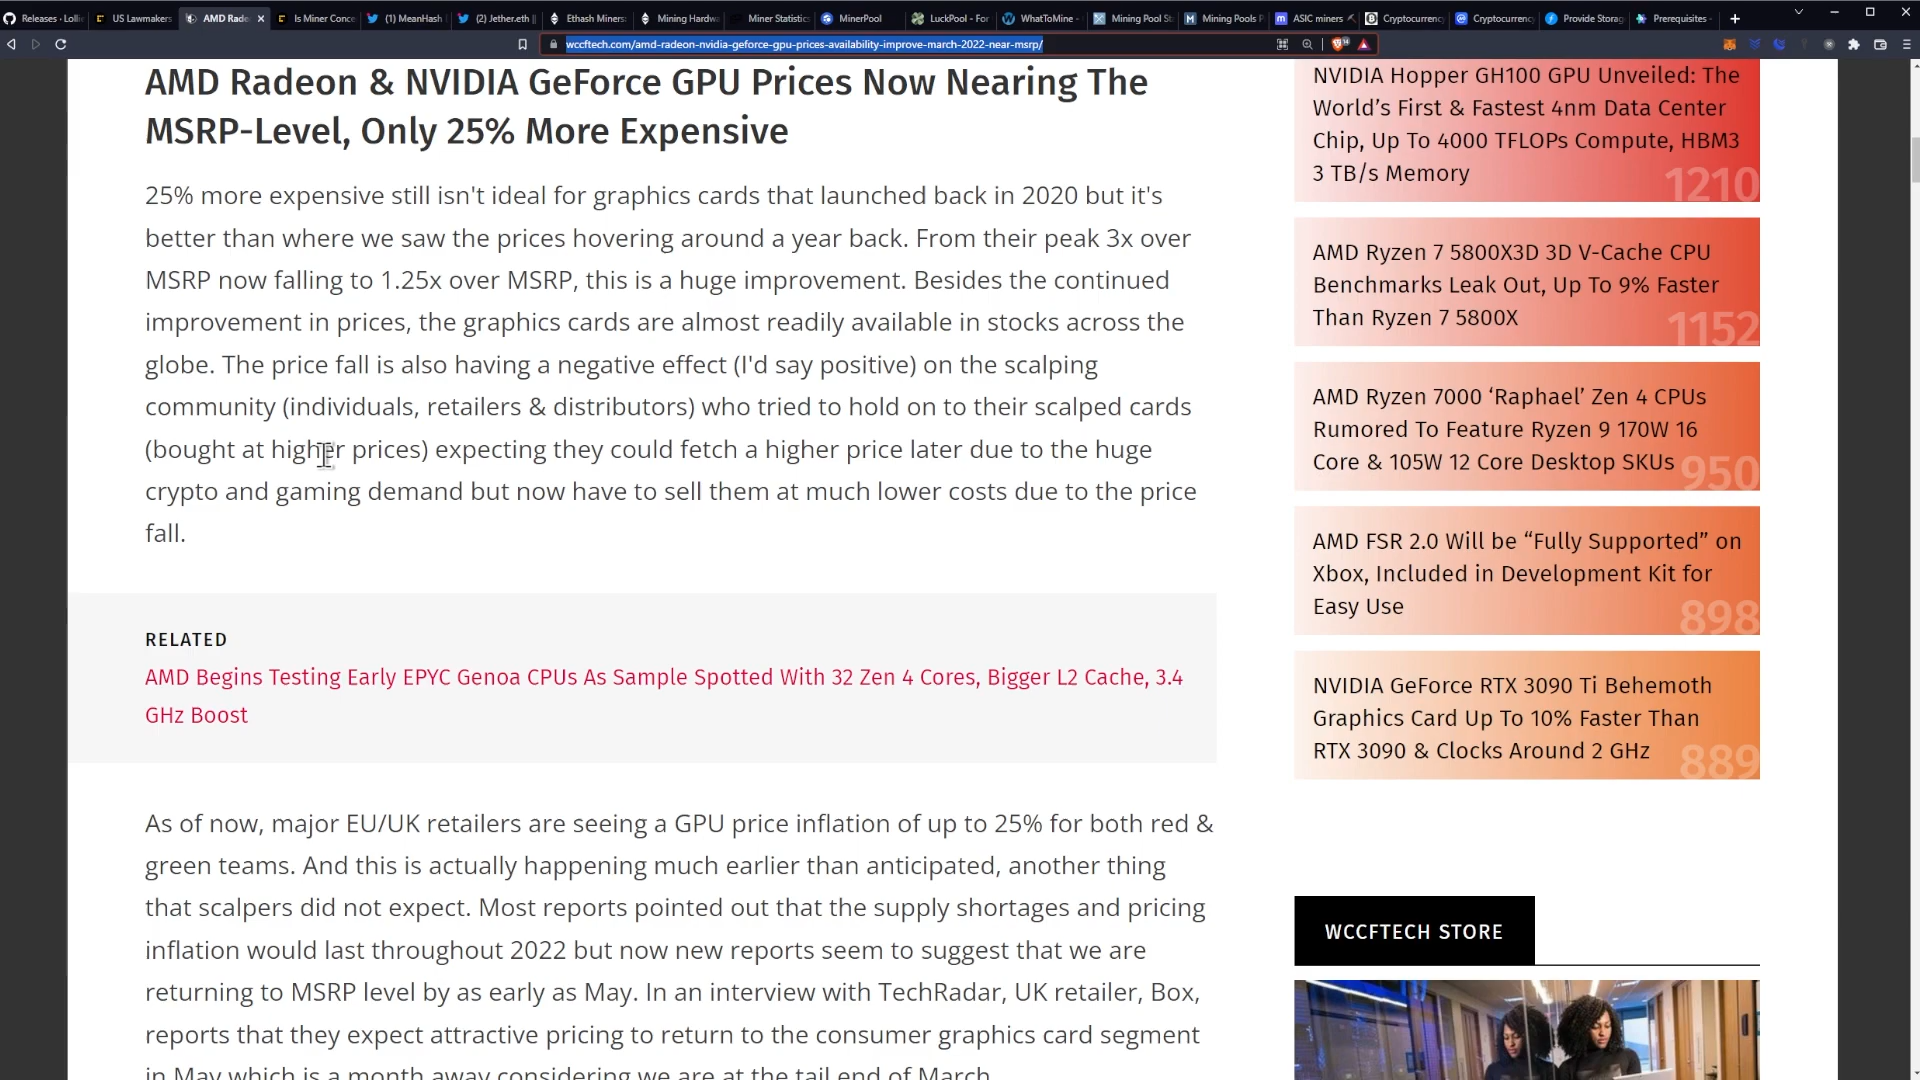 Releases · Lolli
US Lawmakers
AMD Rade
Is Miner Conce
(1) MeanHash
(2) Jether.eth ||
Ethash Miners
Mining Hardw
Miner Statistic
MinerPool
LuckPool - For
WhatToMine -
Mining Pool St
Mining Pools
ASIC miners
Cryptocurrenc
Cryptocurrency
Provide Storag
Prerequisites -
wccftech.com/amd-radeon-nvidia-geforce-gpu-prices-availability-improve-march-2022-near-msrp/
AMD Radeon & NVIDIA GeForce GPU Prices Now Nearing The
MSRP-Level, Only 25% More Expensive
25% more expensive still isn't ideal for graphics cards that launched back in 2020 but it's
better than where we saw the prices hovering around a year back. From their peak 3x over
MSRP now falling to 1.25x over MSRP, this is a huge improvement. Besides the continued
improvement in prices, the graphics cards are almost readily available in stocks across the
globe. The price fall is also having a negative effect (I'd say positive) on the scalping
community (individuals, retailers & distributors) who tried to hold on to their scalped cards
(bought at higher prices) expecting they could fetch a higher price later due to the huge
crypto and gaming demand but now have to sell them at much lower costs due to the price
fall.
RELATED
AMD Begins Testing Early EPYC Genoa CPUs As Sample Spotted With 32 Zen 4 Cores, Bigger L2 Cache, 3.4
GHz Boost
As of now, major EU/UK retailers are seeing a GPU price inflation of up to 25% for both red &
green teams. And this is actually happening much earlier than anticipated, another thing
that scalpers did not expect. Most reports pointed out that the supply shortages and pricing
inflation would last throughout 2022 but now new reports seem to suggest that we are
returning to MSRP level by as early as May. In an interview with TechRadar, UK retailer, Box,
reports that they expect attractive pricing to return to the consumer graphics card segment
in May which is a month away considering we are at the tail end of March.
NVIDIA Hopper GH100 GPU Unveiled: The
World's First & Fastest 4nm Data Center
Chip, Up To 4000 TFLOPs Compute, HBM3
3 TB/s Memory
1210
AMD Ryzen 7 5800X3D 3D V-Cache CPU
Benchmarks Leak Out, Up To 9% Faster
Than Ryzen 7 5800X
1152
AMD Ryzen 7000 ‘Raphael’ Zen 4 CPUs
Rumored To Feature Ryzen 9 170W 16
Core & 105W 12 Core Desktop SKUs
950
AMD FSR 2.0 Will be “Fully Supported” on
Xbox, Included in Development Kit for
Easy Use
898
NVIDIA GeForce RTX 3090 Ti Behemoth
Graphics Card Up To 10% Faster Than
RTX 3090 & Clocks Around 2 GHz
889
WCCFTECH STORE